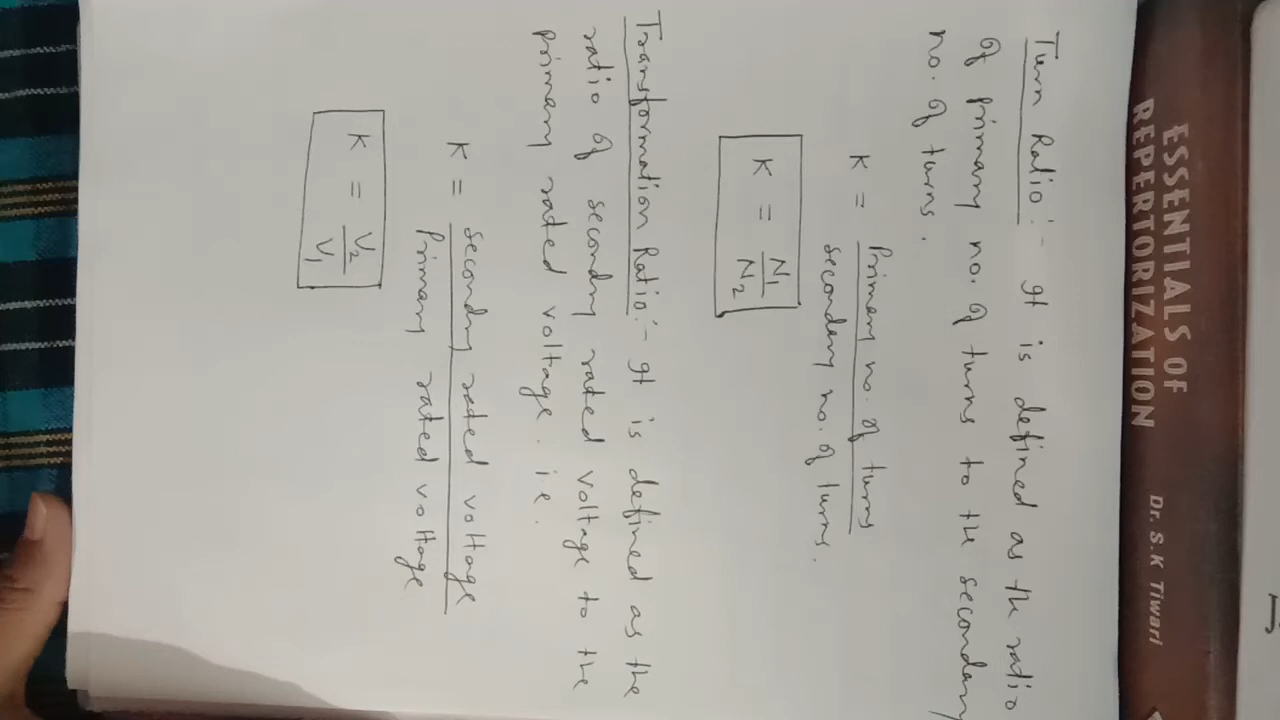 ESSENTIALS OF
REPERTORIZATION
Dr. S.K Tiwari
Turn Ratio:- It is defined as the ratio
of primary no. of turns to the secondary
no. of turns.
K = Primary no. of turns
secondary no. of turns.
K = N1
N2
Transformation Ratio:- It is defined as the
ratio of secondry rated voltage to the
primary rated voltage. i.e.
K = secondry rated voltage
Primary rated voltage
K = V2
V1